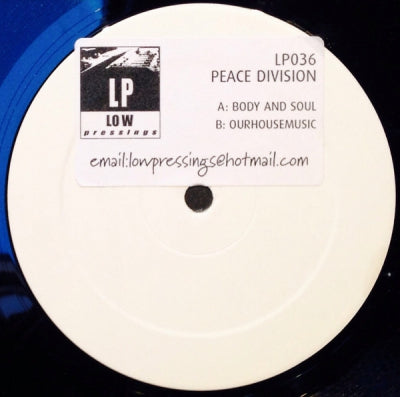 LP036
PEACE DIVISION
A: BODY AND SOUL
B: OURHOUSEMUSIC
LP
LOW
pressings
email:lowpressings@hotmail.com